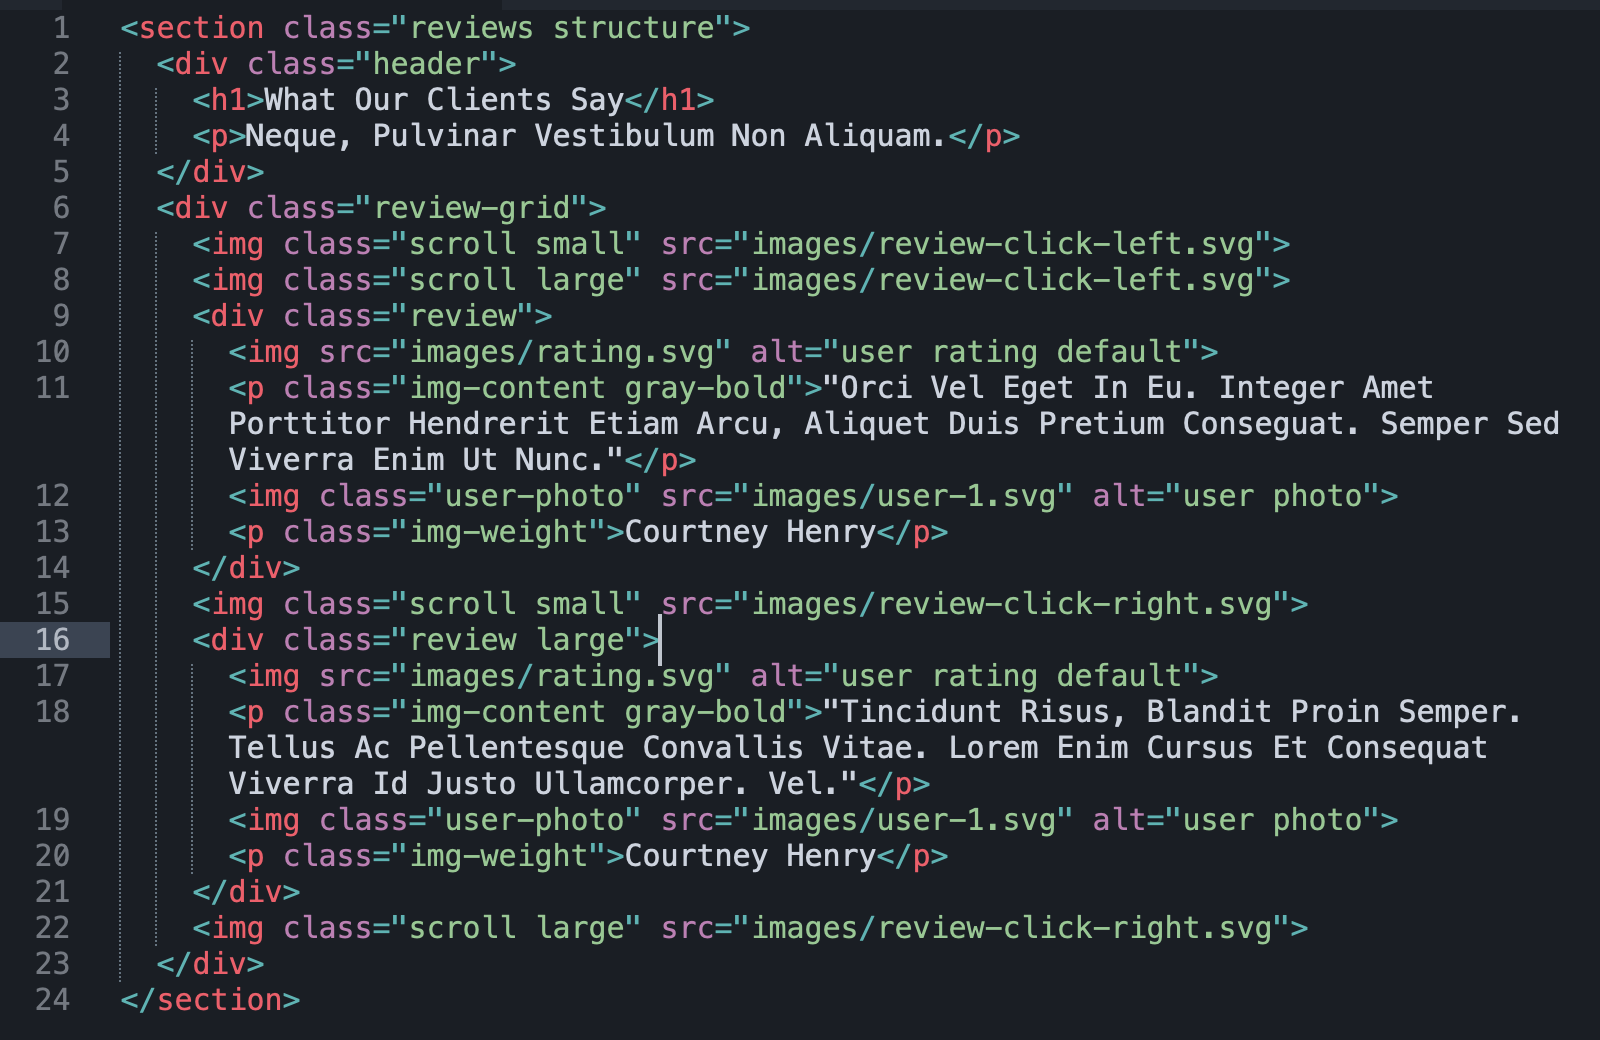 1 <section class="reviews structure">
2 <div class="header">
3 <h1>What Our Clients Say</h1>
4 <p>Neque, Pulvinar Vestibulum Non Aliquam.</p>
5 </div>
6 <div class="review-grid">
7 <img class="scroll small" src="images/review-click-left.svg">
8 <img class="scroll large" src="images/review-click-left.svg">
9 <div class="review">
10 <img src="images/rating.svg" alt="user rating default">
11 <p class="img-content gray-bold">"Orci Vel Eget In Eu. Integer Amet
Porttitor Hendrerit Etiam Arcu, Aliquet Duis Pretium Conseguat. Semper Sed
Viverra Enim Ut Nunc."</p>
12 <img class="user-photo" src="images/user-1.svg" alt="user photo">
13 <p class="img-weight">Courtney Henry</p>
14 </div>
15 <img class="scroll small" src="images/review-click-right.svg">
16 <div class="review large">
17 <img src="images/rating.svg" alt="user rating default">
18 <p class="img-content gray-bold">"Tincidunt Risus, Blandit Proin Semper.
Tellus Ac Pellentesque Convallis Vitae. Lorem Enim Cursus Et Consequat
Viverra Id Justo Ullamcorper. Vel."</p>
19 <img class="user-photo" src="images/user-1.svg" alt="user photo">
20 <p class="img-weight">Courtney Henry</p>
21 </div>
22 <img class="scroll large" src="images/review-click-right.svg">
23 </div>
24 </section>